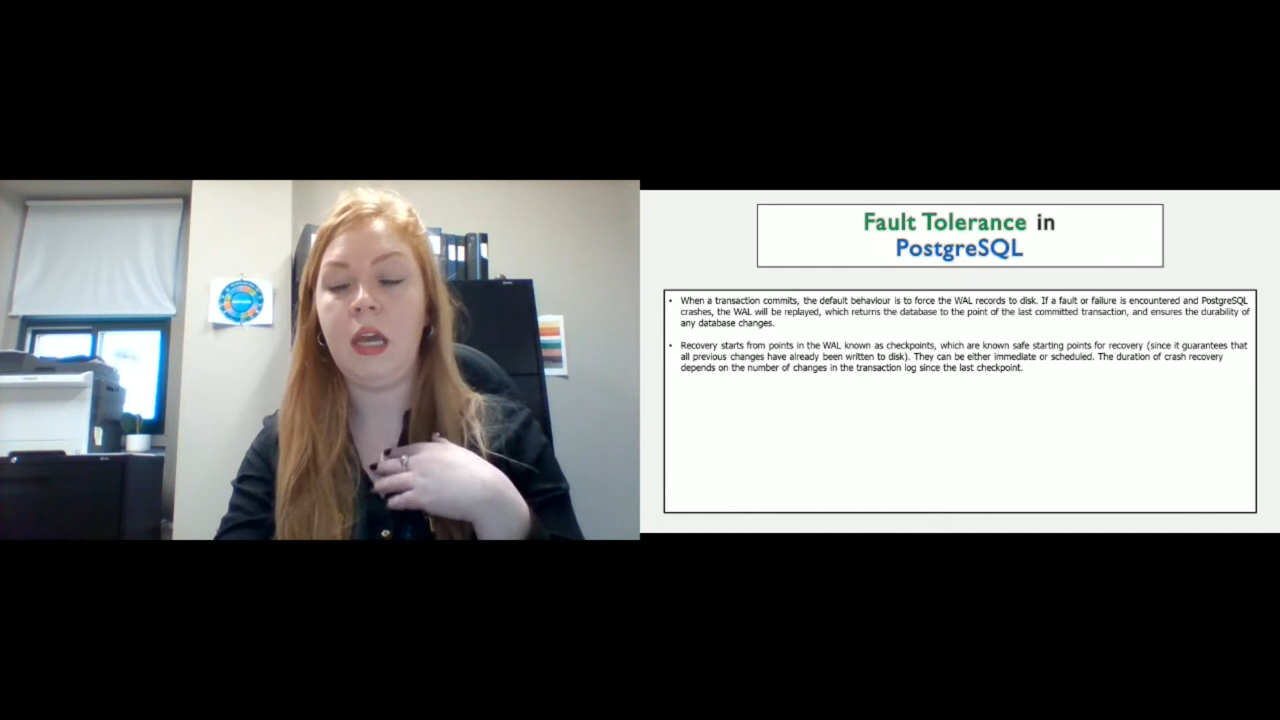 Fault Tolerance in
PostgreSQL
• When a transaction commits, the default behaviour is to force the WAL records to disk. If a fault or failure is encountered and PostgreSQL
crashes, the WAL will be replayed, which returns the database to the point of the last committed transaction, and ensures the durability of
any database changes.
• Recovery starts from points in the WAL known as checkpoints, which are known safe starting points for recovery (since it guarantees that
all previous changes have already been written to disk). They can be either immediate or scheduled. The duration of crash recovery
depends on the number of changes in the transaction log since the last checkpoint.